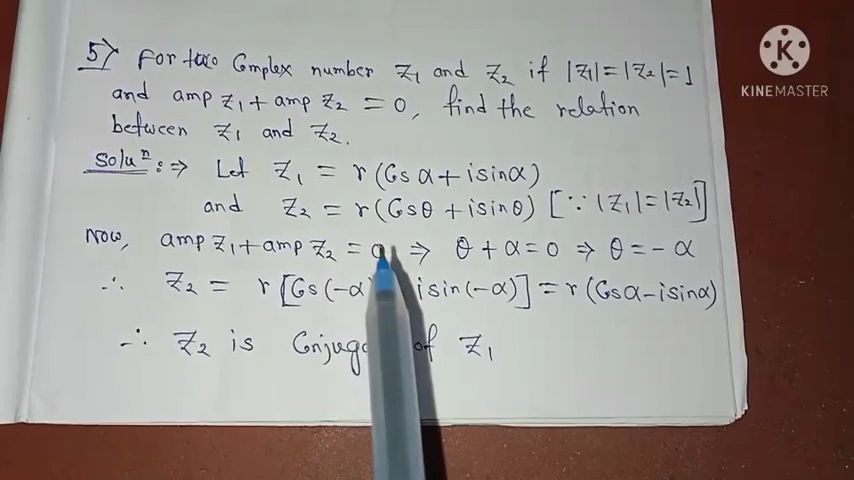 5) For two Complex number z₁ and z₂ if |z₁|=|z₂|=1
and amp z₁ + amp z₂ = 0, find the relation
between z₁ and z₂.
Soluⁿ :⇒ Let z₁ = r(Cos α + i sin α)
and z₂ = r(Cos θ + i sin θ) [∵ |z₁|=|z₂|]
Now, amp z₁ + amp z₂ = 0 ⇒ θ + α = 0 ⇒ θ = -α
∴ z₂ = r[Cos(-α) i sin(-α)] = r(Cos α - i sin α)
∴ z₂ is of z₁
KINEMASTER